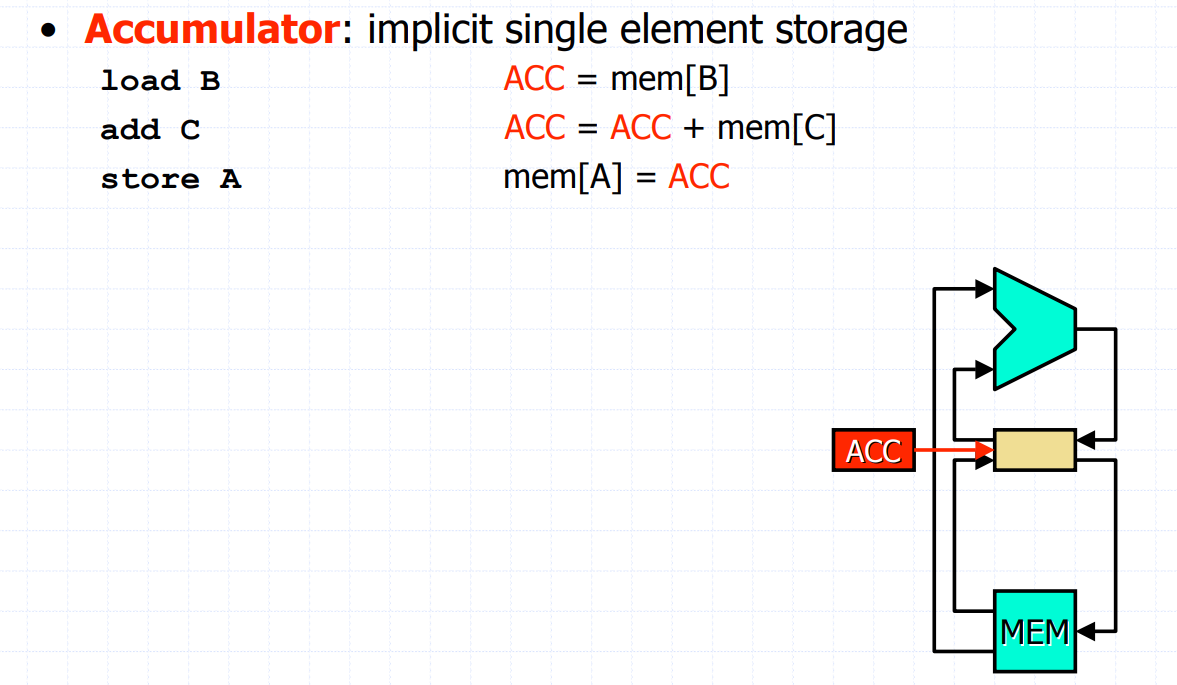 • Accumulator: implicit single element storage
load B ACC = mem[B]
add C ACC = ACC + mem[C]
store A mem[A] = ACC
ACC
MEM